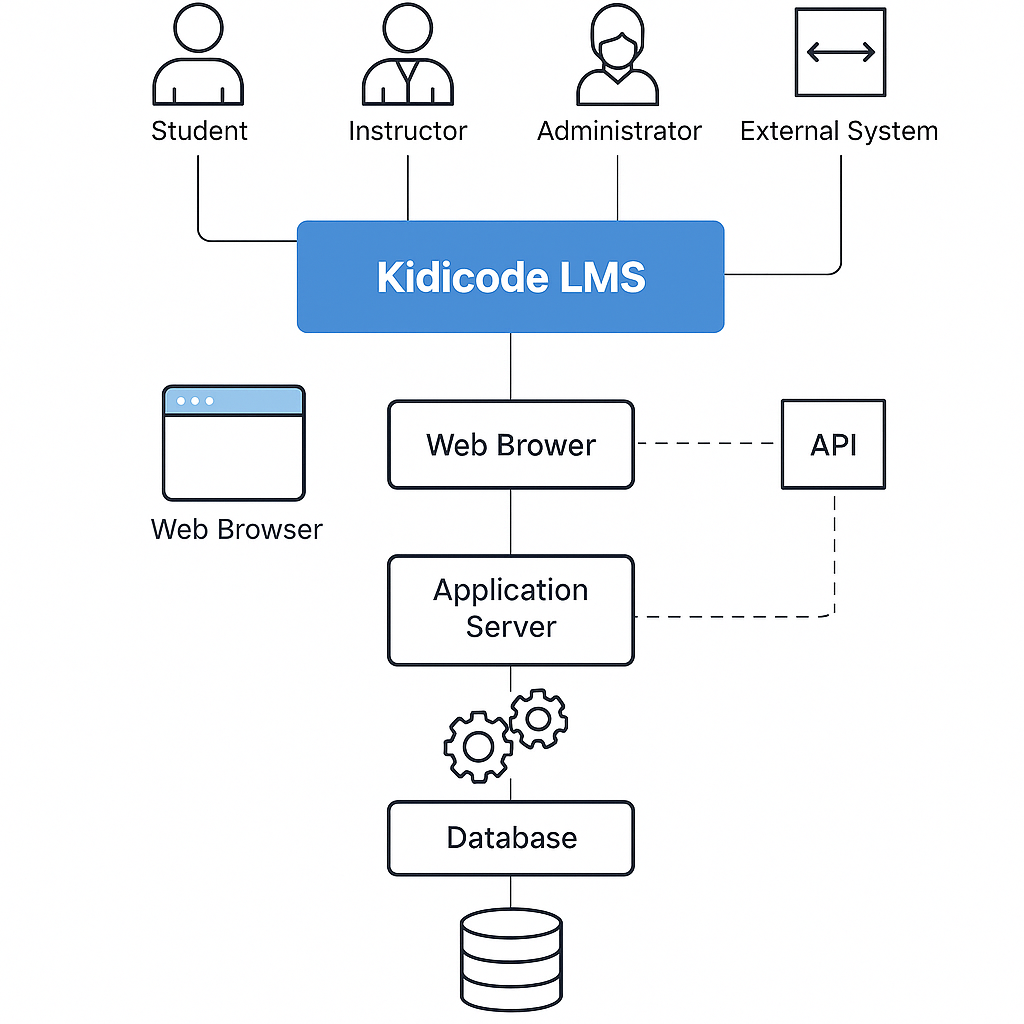 Student
Instructor
Administrator
External System
Kidicode LMS
Web Brower
API
Web Browser
Application
Server
Database